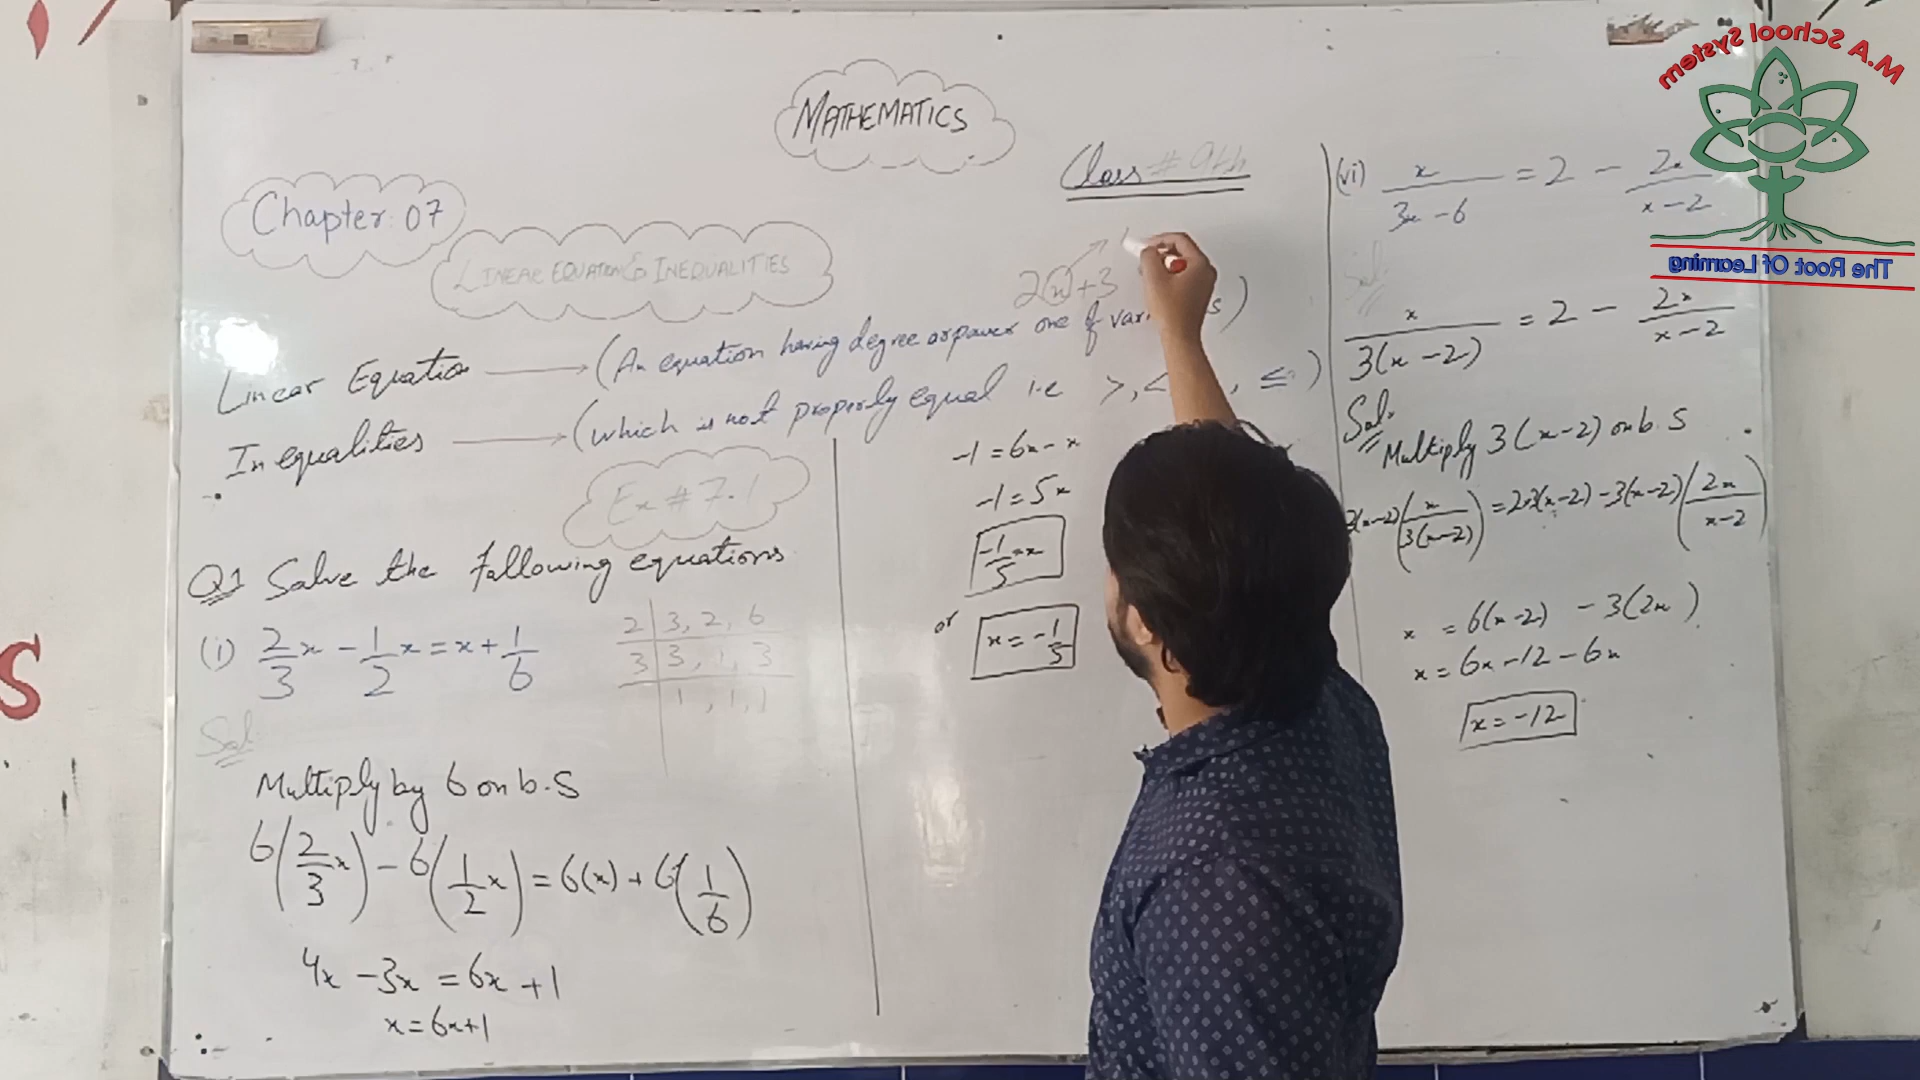 MATHEMATICS
Class # 9th
Chapter 07
LINEAR EQUATION & INEQUALITIES
2x+3
Linear Equation → (An equation having degree or power one of )
Inequalities → (which is not properly equal i.e >, < , ≤ )
Ex # 7.1
Q1 Solve the following equations
(i) 2/3 x - 1/2 x = x + 1/6
2 | 3, 2, 6
3 | 3, 1, 3
1, 1, 1
Sol:
Multiply by 6 on b.S
6(2/3 x) - 6(1/2 x) = 6(x) + 6(1/6)
4x - 3x = 6x + 1
x = 6x+1
-1 = 6x - x
-1 = 5x
-1/5 = x
or x = -1/5
(vi) x/(3x-6) = 2 - 2x/(x-2)
Sol:
x/(3(x-2)) = 2 - 2x/(x-2)
Sol:
Multiply 3(x-2) on b.S
3(x-2)(x/(3(x-2))) = 2×3(x-2) - 3(x-2)(2x/(x-2))
x = 6(x-2) - 3(2x)
x = 6x-12-6x
x = -12
M.A School System
The Root Of Learning
S